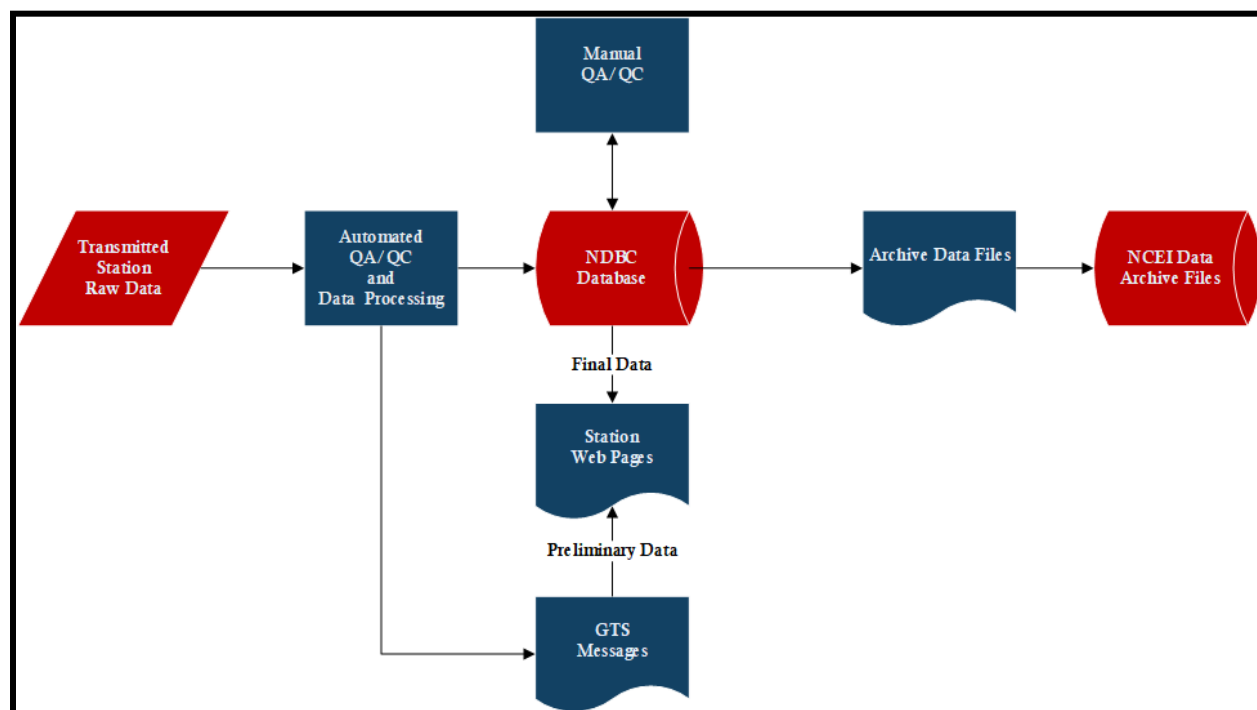 Manual
QA/QC
Transmitted
Station
Raw Data
Automated
QA/QC
and
Data Processing
NDBC
Database
Archive Data Files
NCEI Data
Archive Files
Final Data
Station
Web Pages
Preliminary Data
GTS
Messages